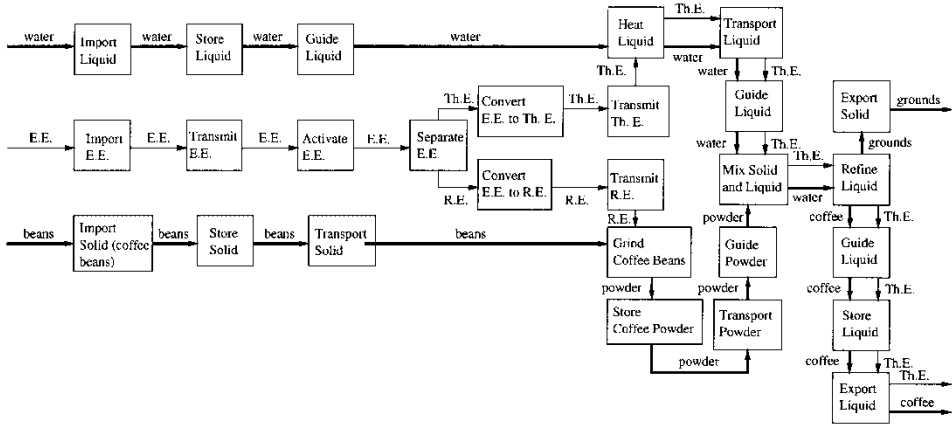 Th.E.
water
Import
Liquid
water
Store
Liquid
water
Guide
Liquid
water
Heat
Liquid
water
Transport
Liquid
Th.E.
water
Th.E.
Guide
Liquid
water
Th.E.
E.E.
Import
E.E.
E.E.
Transmit
E.E.
E.E.
Activate
E.E.
E.E.
Separate
E.E.
Th.E.
Convert
E.E. to Th. E.
Th.E.
Transmit
Th. E.
R.E.
Convert
E.E. to R.E.
R.E.
Transmit
R.E.
R.E.
Mix Solid
and Liquid
Th.E.
water
Refine
Liquid
grounds
Export
Solid
grounds
beans
Import
Solid (coffee
beans)
beans
Store
Solid
beans
Transport
Solid
beans
Grind
Coffee Beans
powder
Store
Coffee Powder
powder
Transport
Powder
powder
Guide
Powder
powder
coffee
Th.E.
Guide
Liquid
coffee
Th.E.
Store
Liquid
coffee
Th.E.
Export
Liquid
Th.E.
coffee